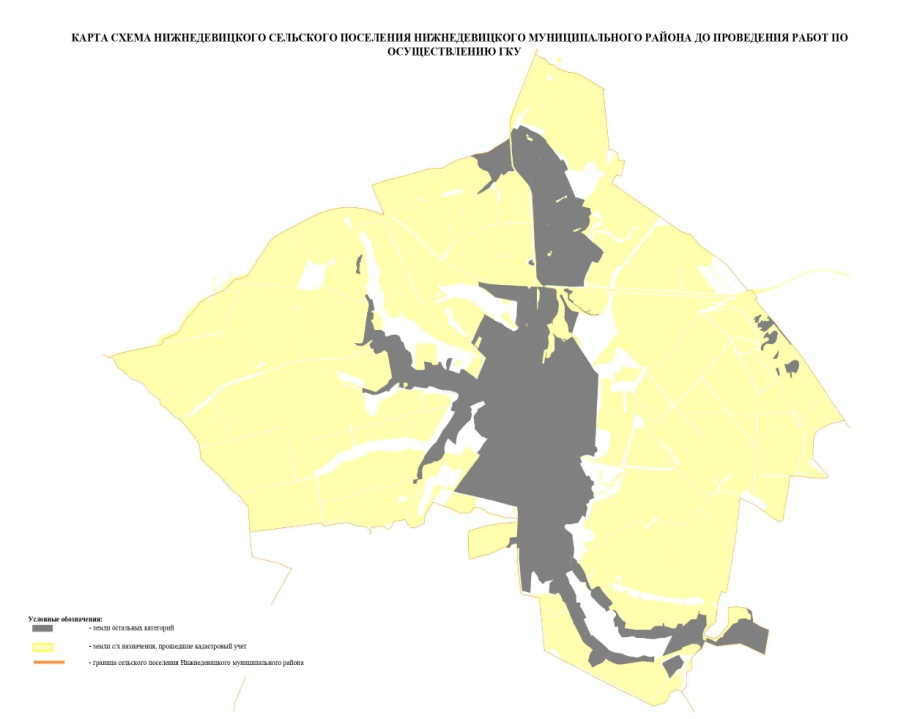 КАРТА СХЕМА НИЖНЕДЕВИЦКОГО СЕЛЬСКОГО ПОСЕЛЕНИЯ НИЖНЕДЕВИЦКОГО МУНИЦИПАЛЬНОГО РАЙОНА ДО ПРОВЕДЕНИЯ РАБОТ ПО
ОСУЩЕСТВЛЕНИЮ ГКУ
Условные обозначения:
- земли остальных категорий
- земли с/х назначения, прошедшие кадастровый учет
- граница сельского поселения Нижнедевицкого муниципального района